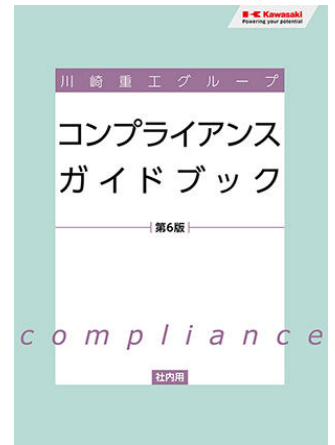 Kawasaki
Powering your potential
川崎重工グループ
コンプライアンス
ガイドブック
第6版
compliance
社内用